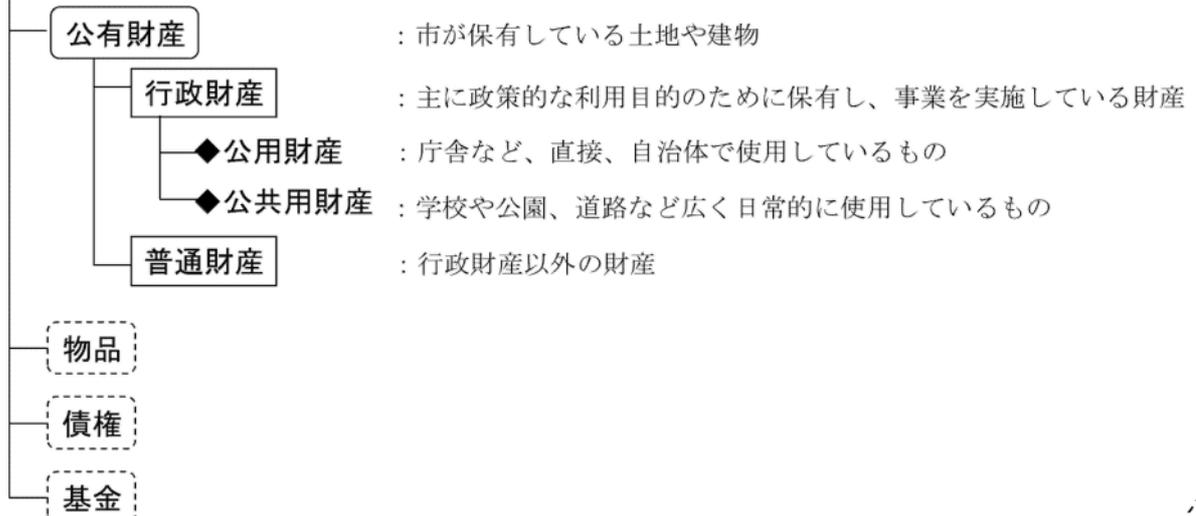 公有財産 ：市が保有している土地や建物
行政財産 ：主に政策的な利用目的のために保有し、事業を実施している財産
◆公用財産 ：庁舎など、直接、自治体で使用しているもの
◆公共用財産 ：学校や公園、道路など広く日常的に使用しているもの
普通財産 ：行政財産以外の財産
物品
債権
基金